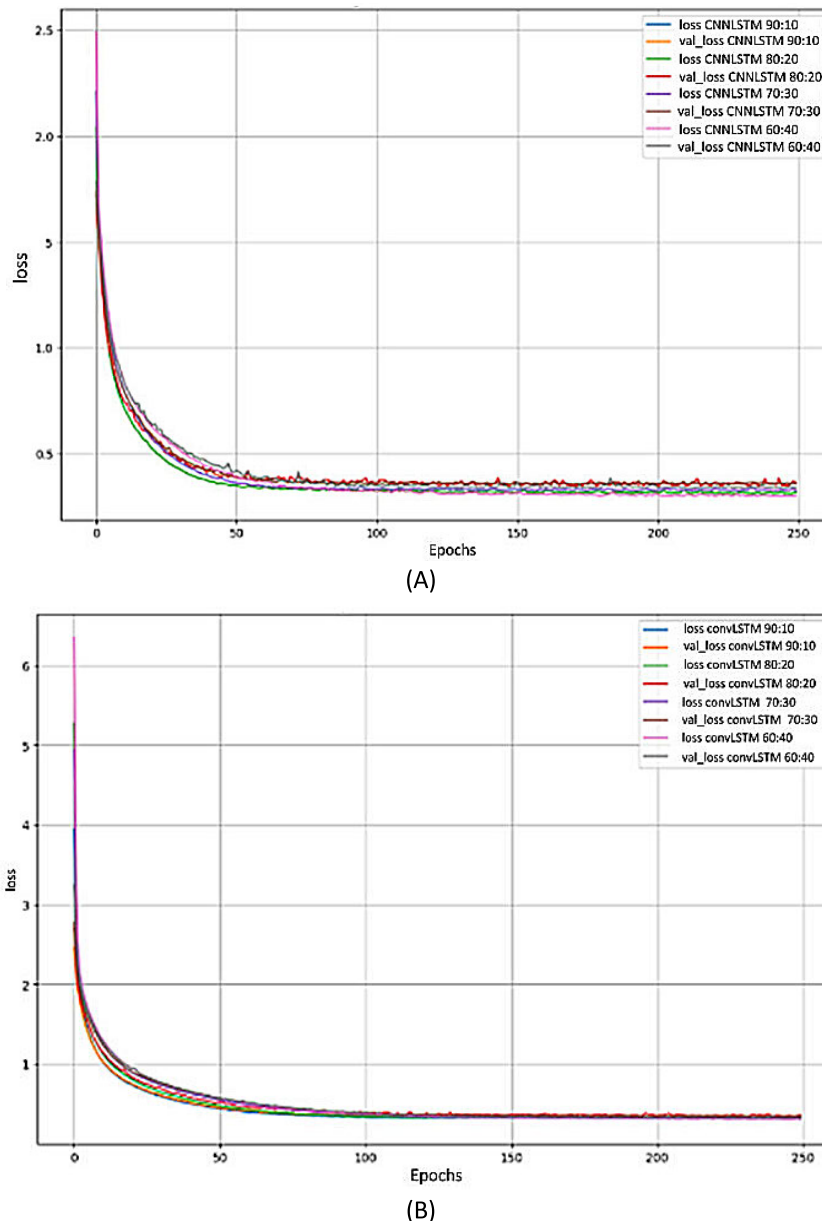 2.5
2.0
5
1.0
0.5
loss
0
50
100
150
200
250
Epochs
loss CNNLSTM 90:10
val_loss CNNLSTM 90:10
loss CNNLSTM 80:20
val_loss CNNLSTM 80:20
loss CNNLSTM 70:30
val_loss CNNLSTM 70:30
loss CNNLSTM 60:40
val_loss CNNLSTM 60:40
(A)
6
5
4
3
2
1
loss
0
50
100
150
200
250
Epochs
loss convLSTM 90:10
val_loss convLSTM 90:10
loss convLSTM 80:20
val_loss convLSTM 80:20
loss convLSTM 70:30
val_loss convLSTM 70:30
loss convLSTM 60:40
val_loss convLSTM 60:40
(B)